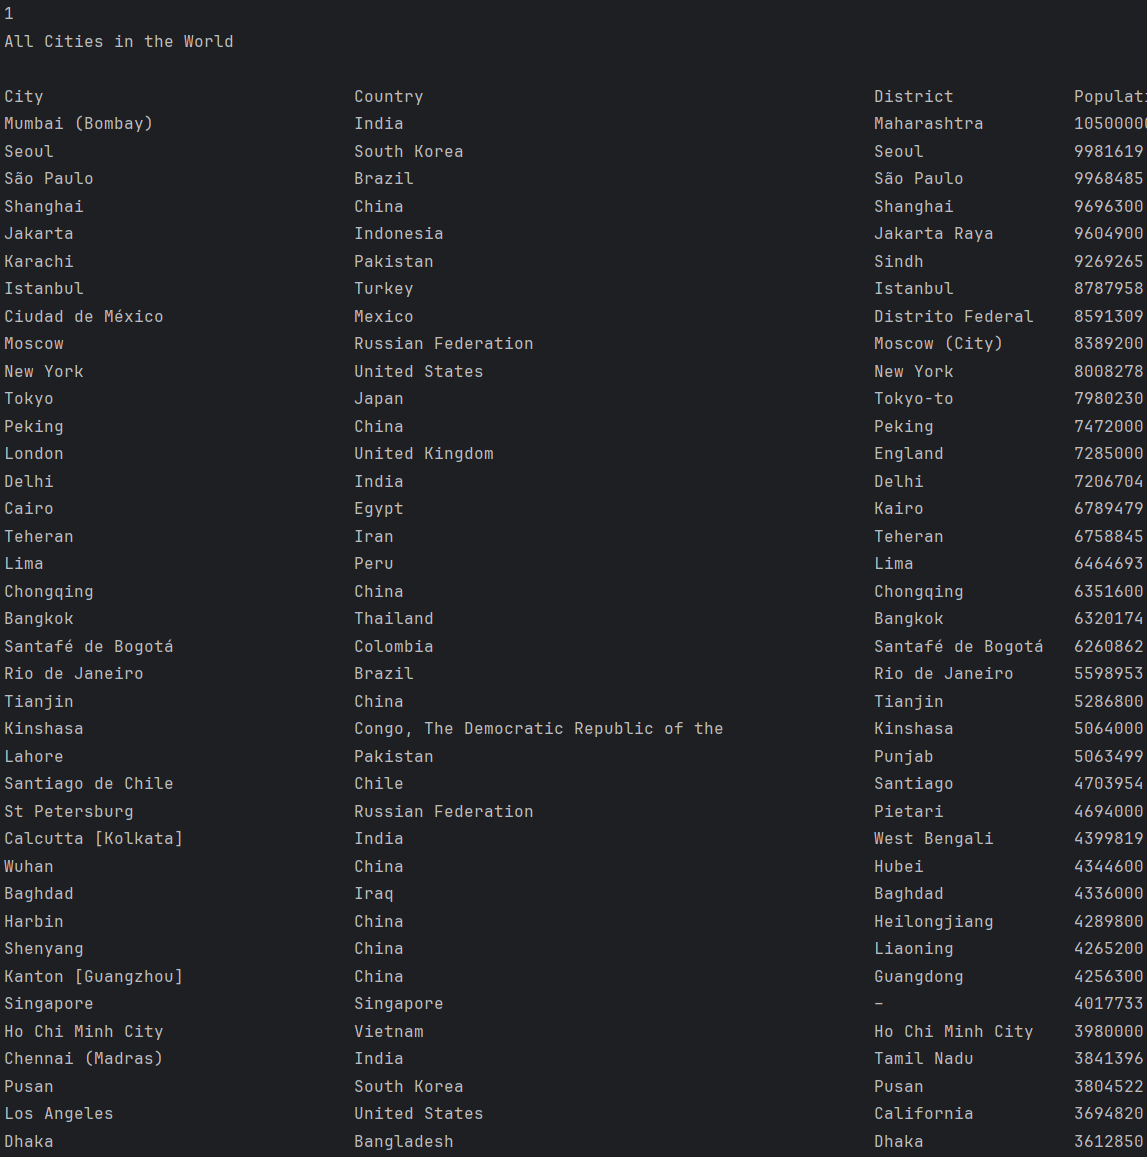 1
All Cities in the World
City Country District Populati
Mumbai (Bombay) India Maharashtra 10500000
Seoul South Korea Seoul 9981619
São Paulo Brazil São Paulo 9968485
Shanghai China Shanghai 9696300
Jakarta Indonesia Jakarta Raya 9604900
Karachi Pakistan Sindh 9269265
Istanbul Turkey Istanbul 8787958
Ciudad de México Mexico Distrito Federal 8591309
Moscow Russian Federation Moscow (City) 8389200
New York United States New York 8008278
Tokyo Japan Tokyo-to 7980230
Peking China Peking 7472000
London United Kingdom England 7285000
Delhi India Delhi 7206704
Cairo Egypt Kairo 6789479
Teheran Iran Teheran 6758845
Lima Peru Lima 6464693
Chongqing China Chongqing 6351600
Bangkok Thailand Bangkok 6320174
Santafé de Bogotá Colombia Santafé de Bogotá 6260862
Rio de Janeiro Brazil Rio de Janeiro 5598953
Tianjin China Tianjin 5286800
Kinshasa Congo, The Democratic Republic of the Kinshasa 5064000
Lahore Pakistan Punjab 5063499
Santiago de Chile Chile Santiago 4703954
St Petersburg Russian Federation Pietari 4694000
Calcutta [Kolkata] India West Bengali 4399819
Wuhan China Hubei 4344600
Baghdad Iraq Baghdad 4336000
Harbin China Heilongjiang 4289800
Shenyang China Liaoning 4265200
Kanton [Guangzhou] China Guangdong 4256300
Singapore Singapore – 4017733
Ho Chi Minh City Vietnam Ho Chi Minh City 3980000
Chennai (Madras) India Tamil Nadu 3841396
Pusan South Korea Pusan 3804522
Los Angeles United States California 3694820
Dhaka Bangladesh Dhaka 3612850